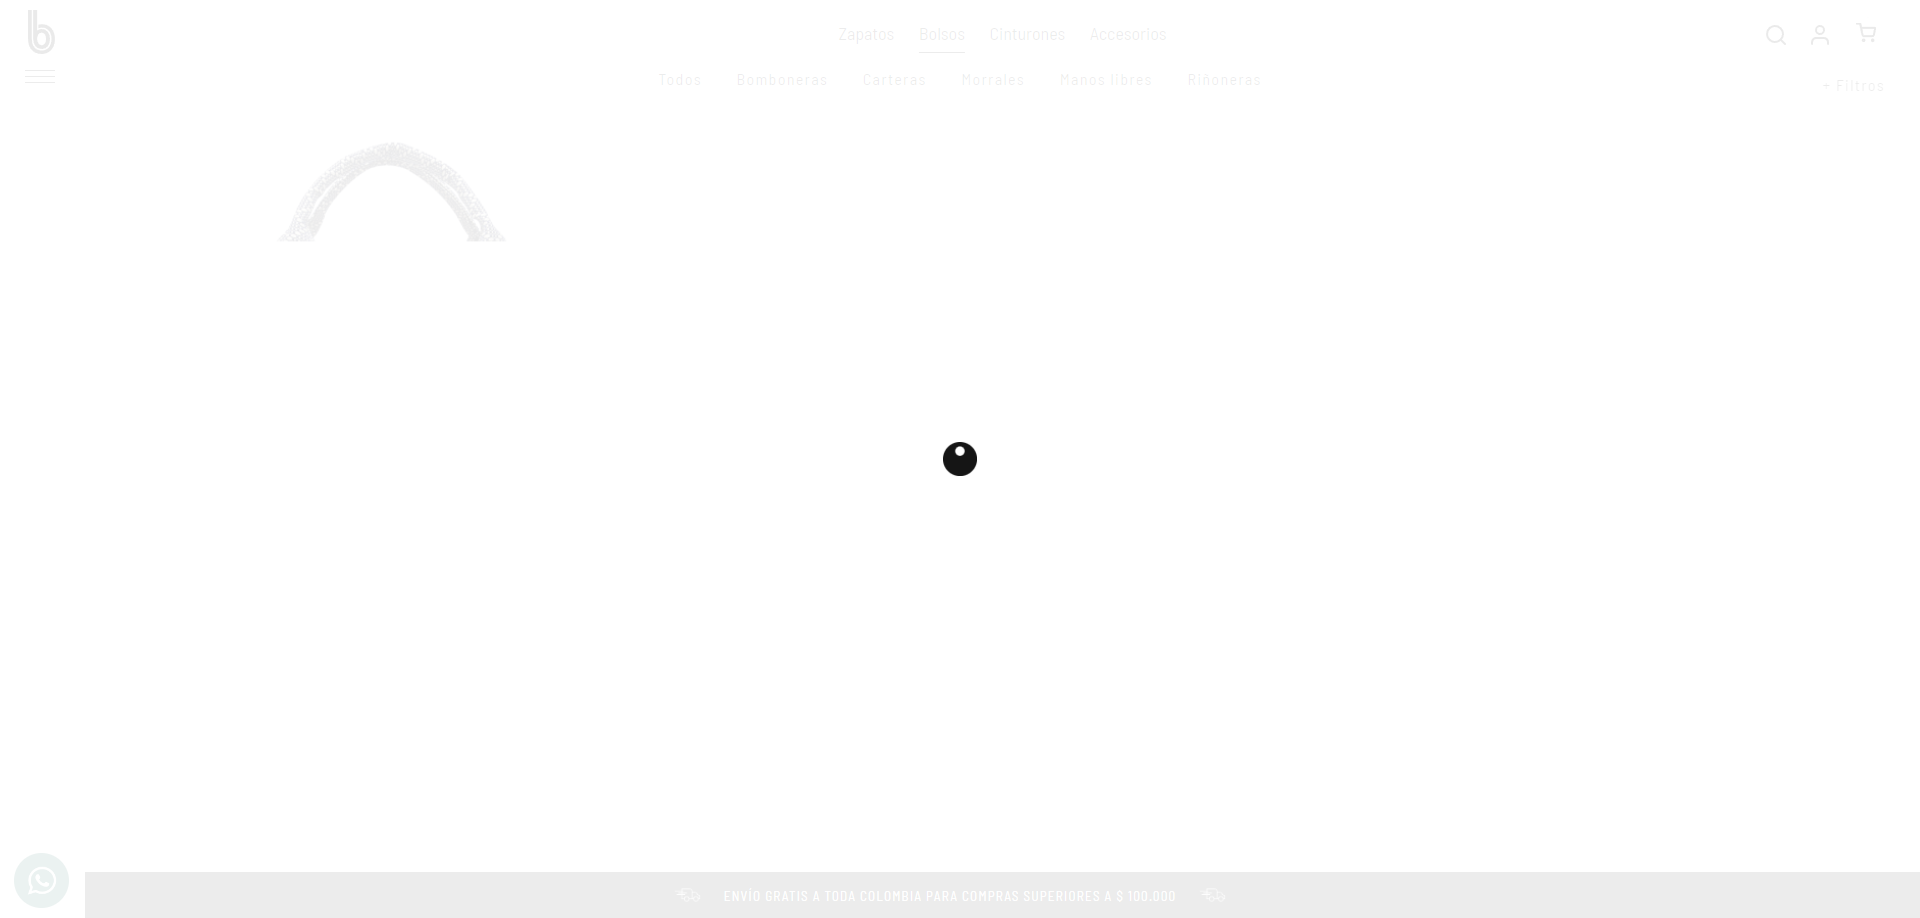 b
Zapatos Bolsos Cinturones Accesorios
Todos Bomboneras Carteras Morrales Manos libres Riñoneras
+ Filtros
ENVÍO GRATIS A TODA COLOMBIA PARA COMPRAS SUPERIORES A $ 100.000